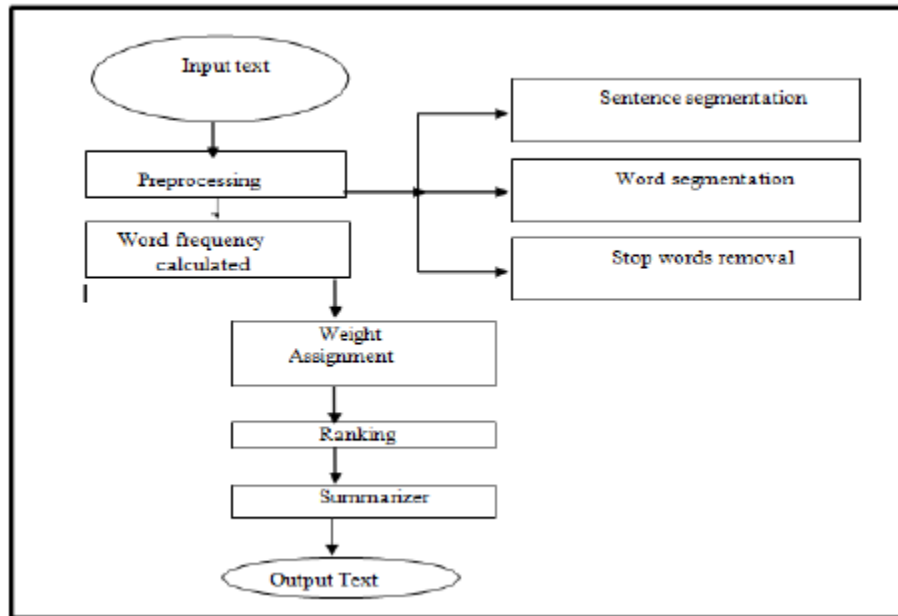 Input text
Sentence segmentation
Preprocessing
Word segmentation
Word frequency
calculated
Stop words removal
Weight
Assignment
Ranking
Summarizer
Output Text